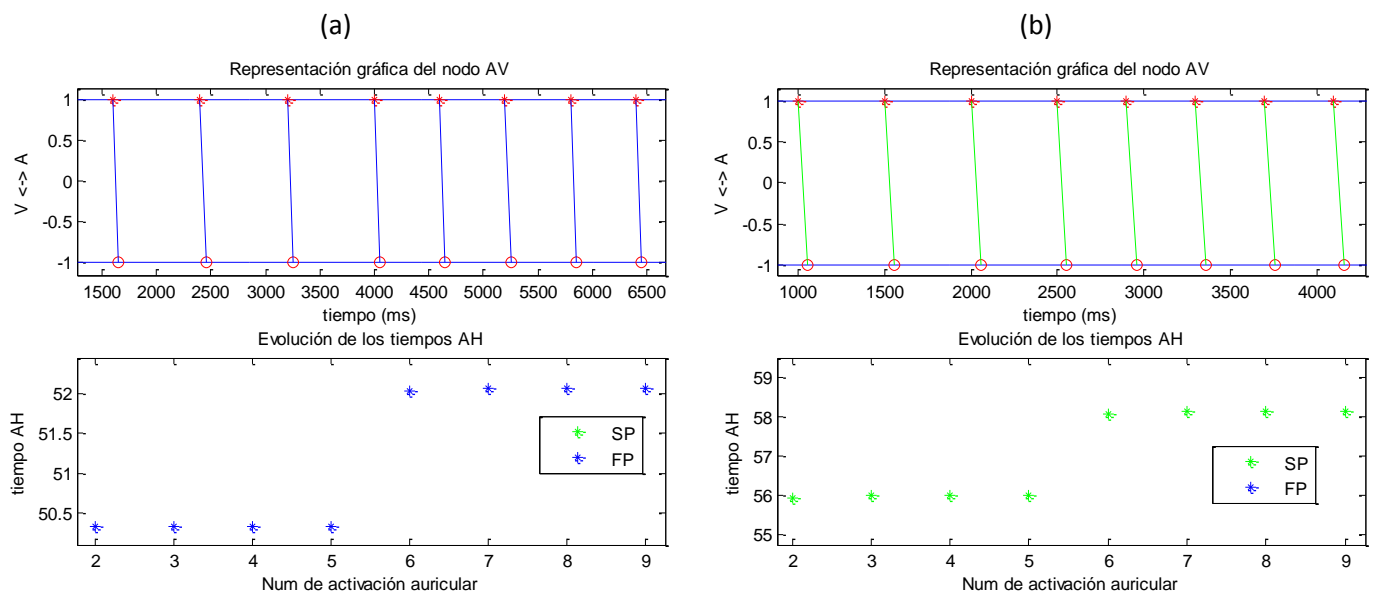 (a)
Representación gráfica del nodo AV
1
0.5
0
-0.5
-1
V <-> A
1500 2000 2500 3000 3500 4000 4500 5000 5500 6000 6500
tiempo (ms)
Evolución de los tiempos AH
52
51.5
51
50.5
tiempo AH
SP
FP
2 3 4 5 6 7 8 9
Num de activación auricular
(b)
Representación gráfica del nodo AV
1
0.5
0
-0.5
-1
V <-> A
1000 1500 2000 2500 3000 3500 4000
tiempo (ms)
Evolución de los tiempos AH
59
58
57
56
55
tiempo AH
SP
FP
2 3 4 5 6 7 8 9
Num de activación auricular